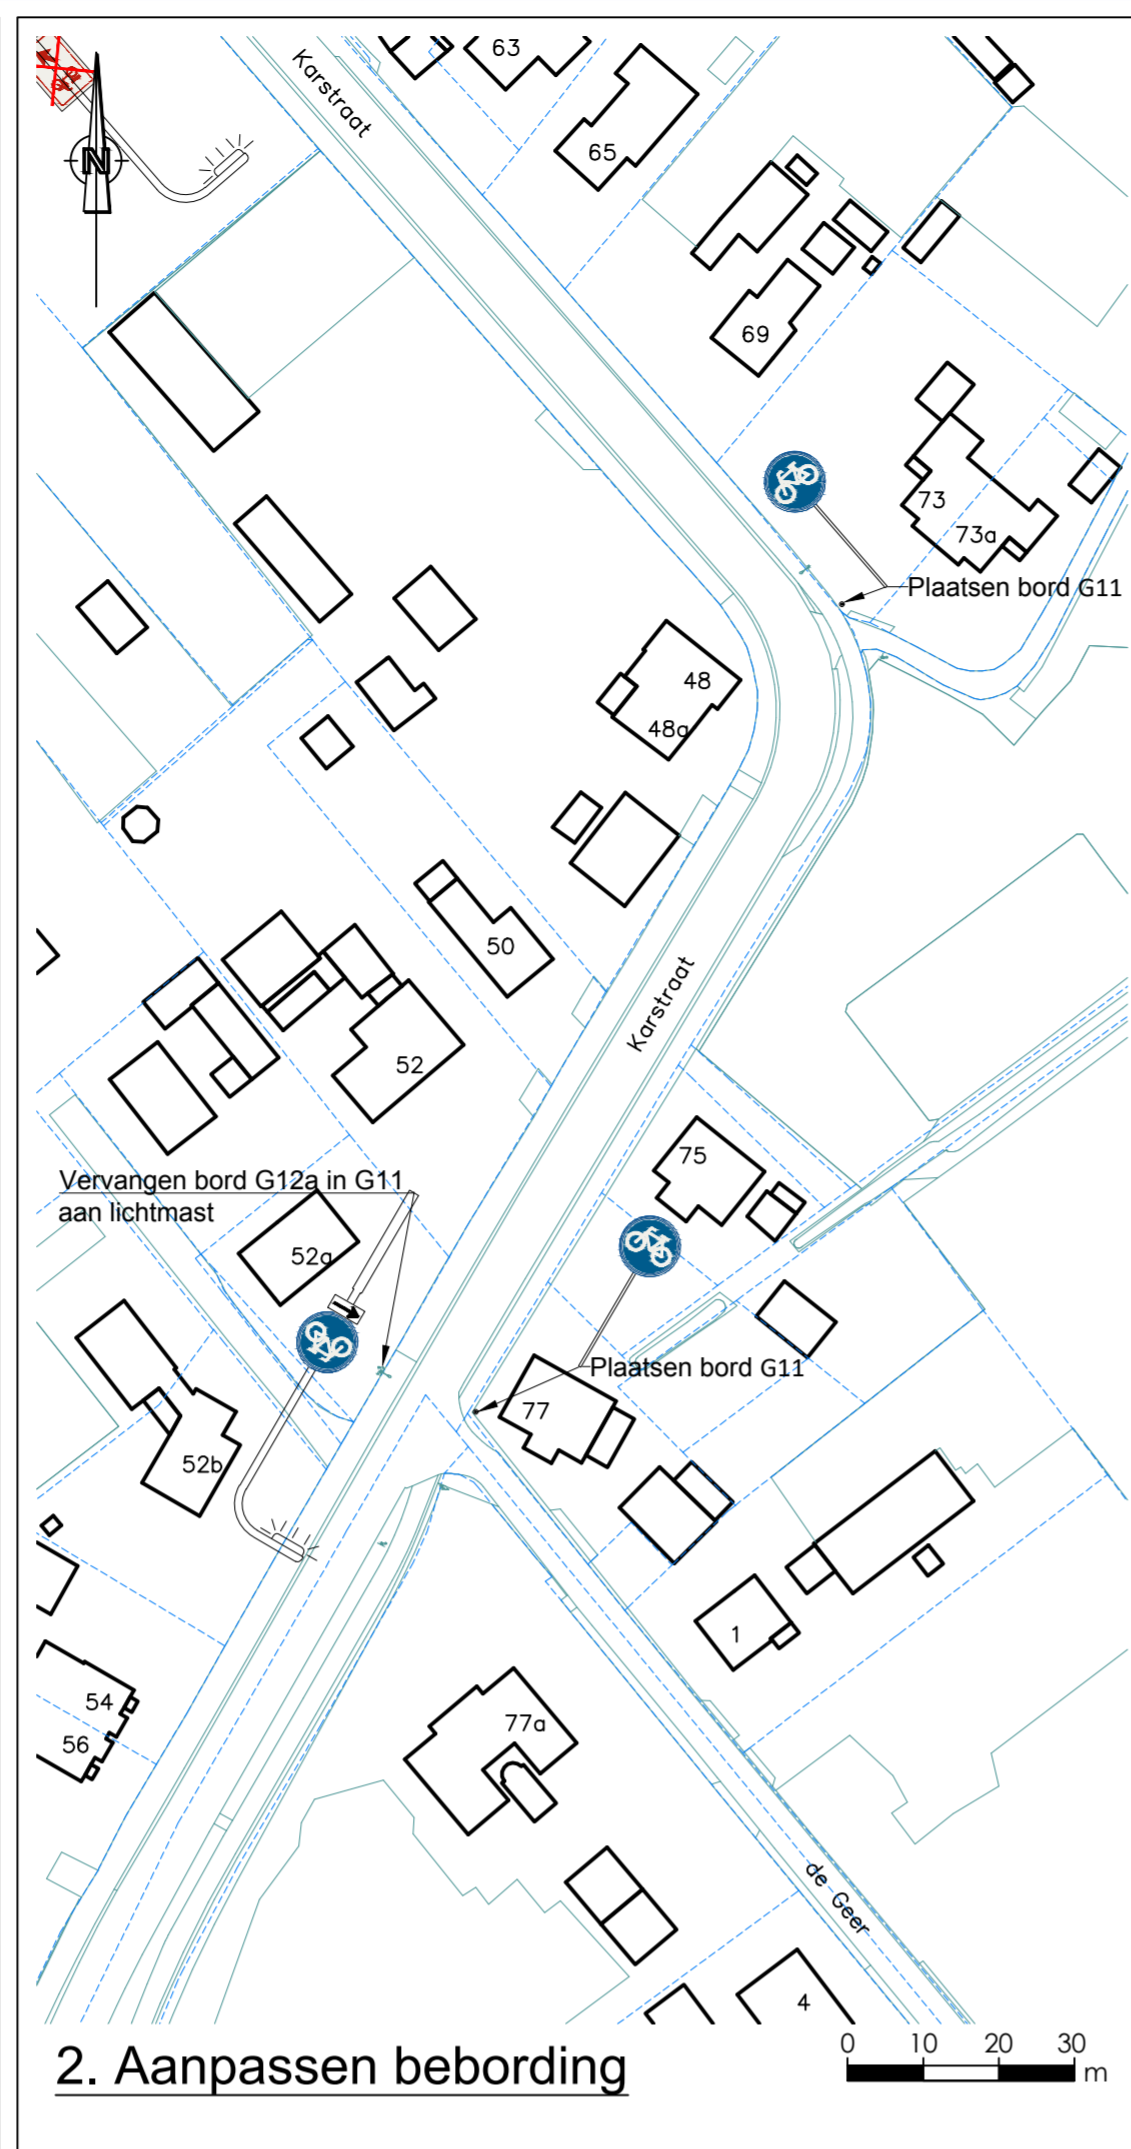 Karstraat
63
65
N
69
73
73a
Plaatsen bord G11
48
48a
50
Karstraat
52
75
Vervangen bord G12a in G11
aan lichtmast
52a
Plaatsen bord G11
77
52b
1
54
56
77a
de Geer
4
2. Aanpassen bebording
0 10 20 30
m